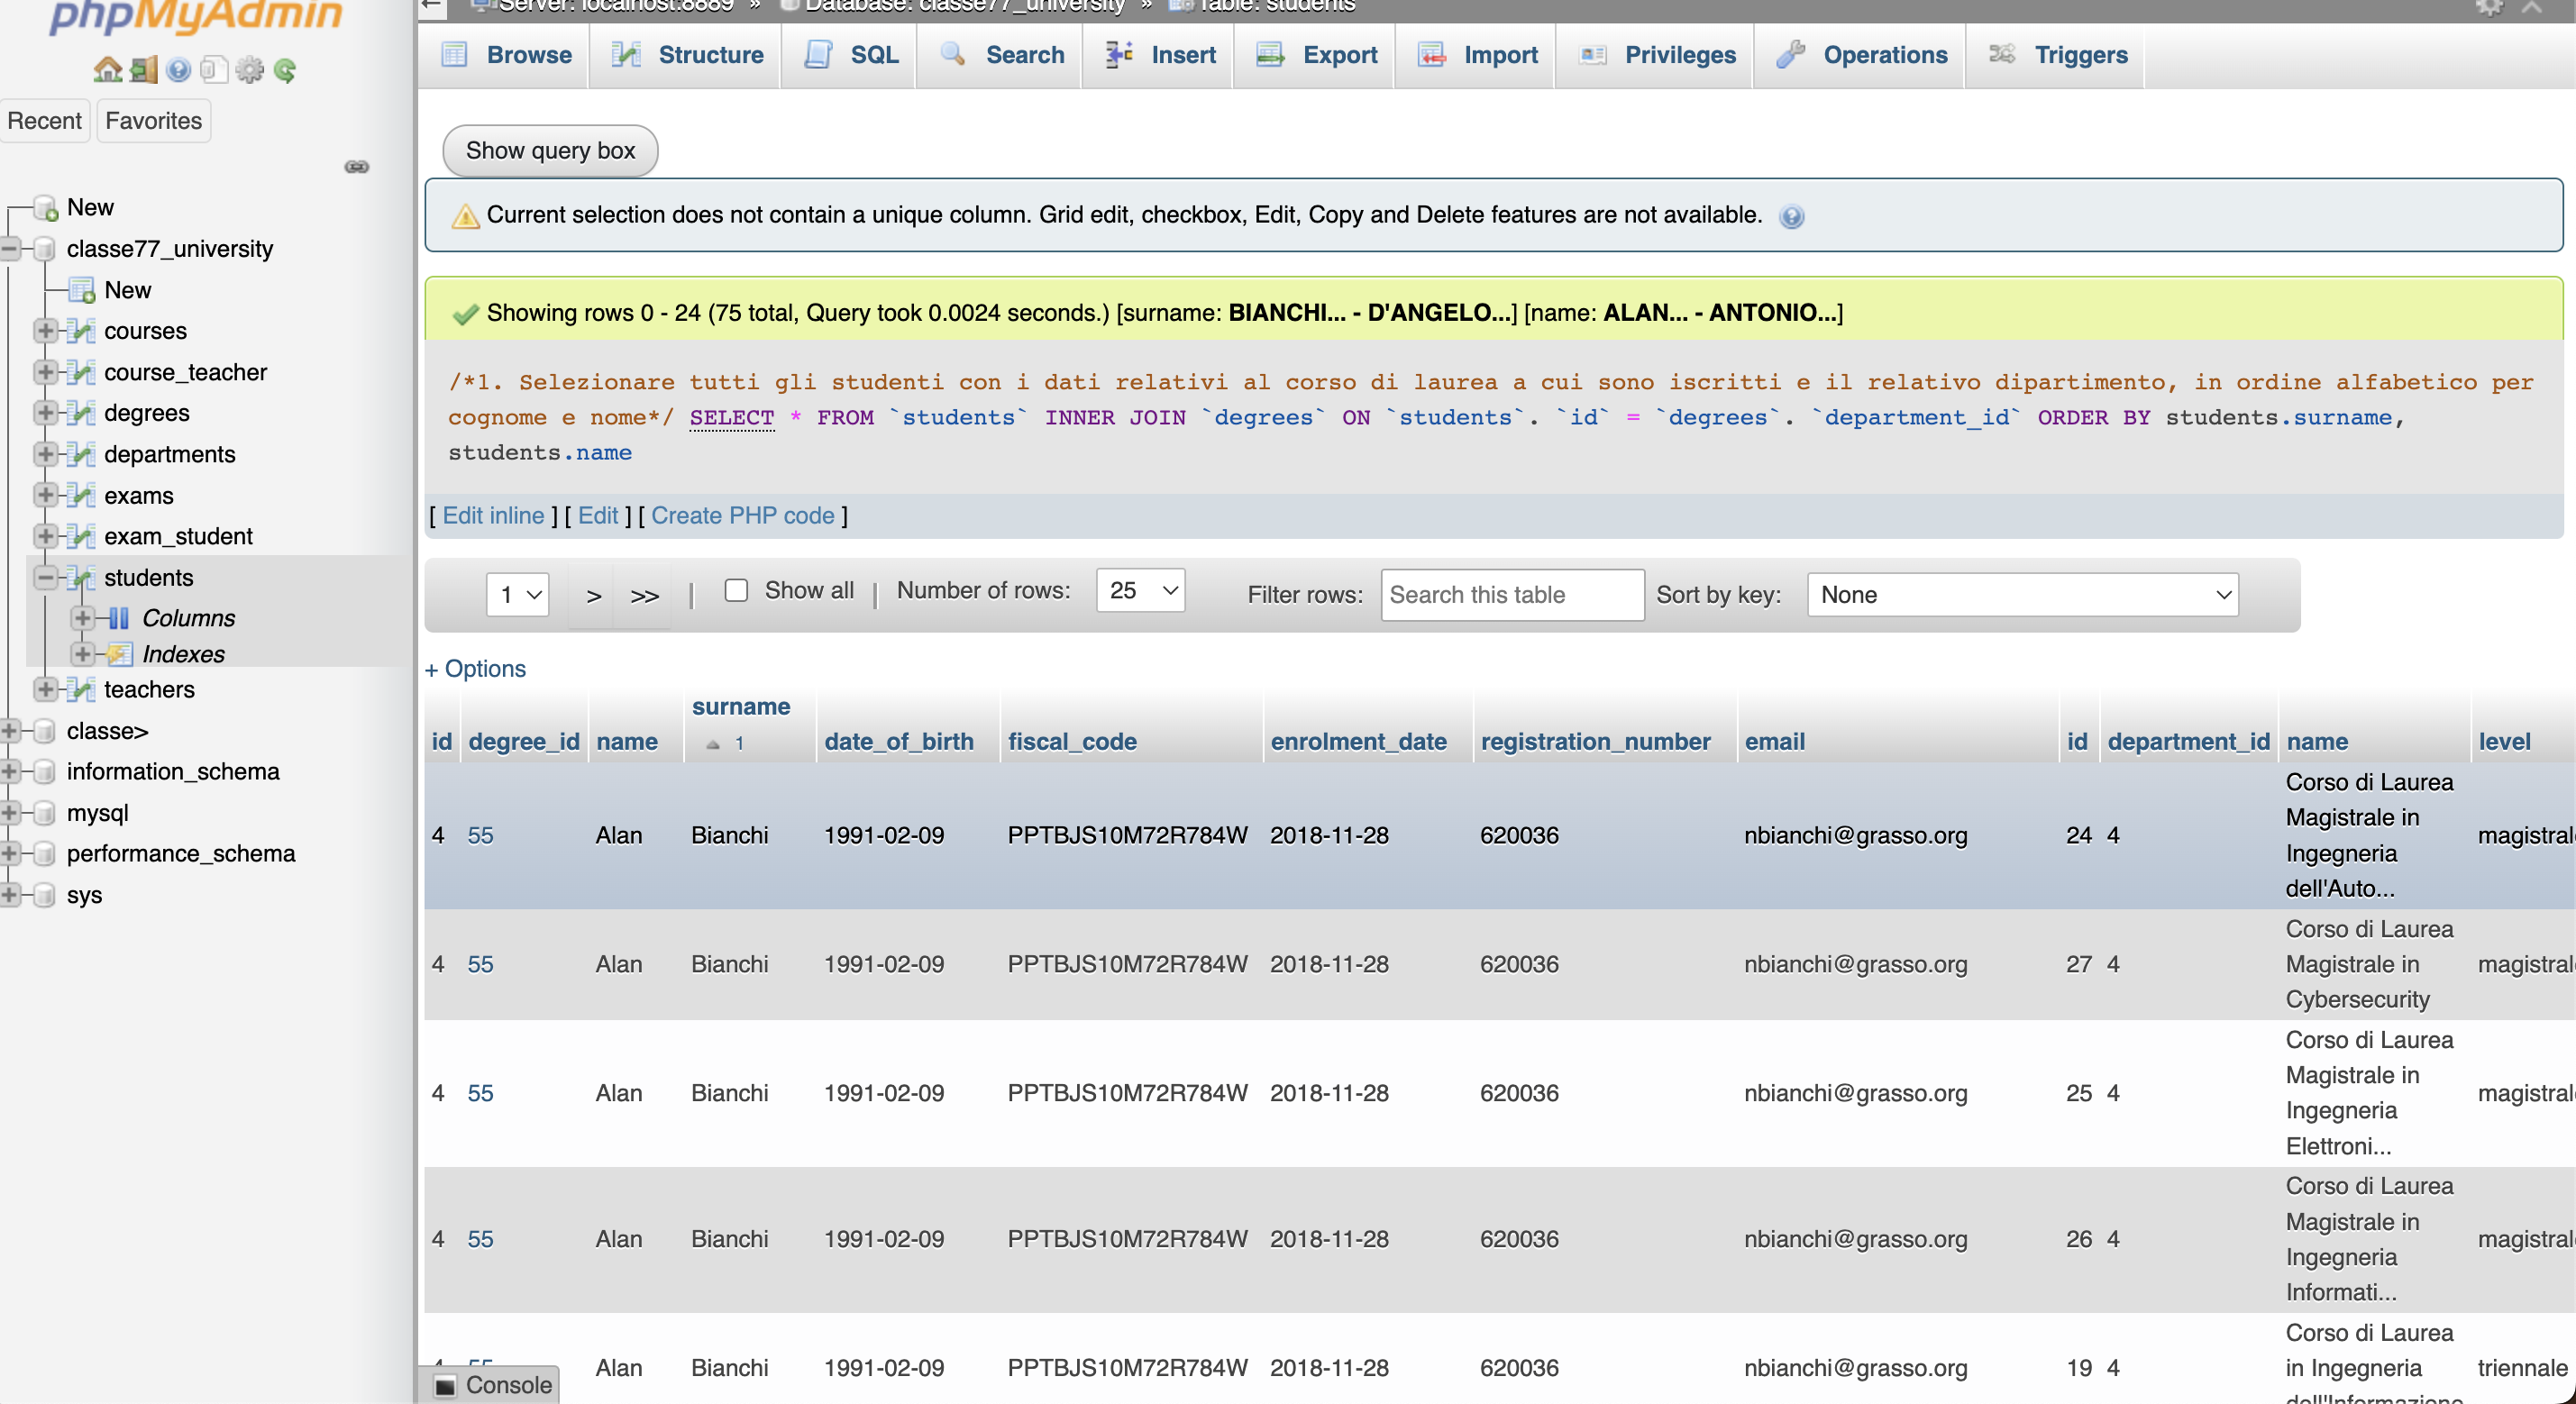 phpMyAdmin
Server: localhost:8889 » Database: classe77_university » Table: students
Browse Structure SQL Search Insert Export Import Privileges Operations Triggers
Recent Favorites
New
classe77_university
New
courses
course_teacher
degrees
departments
exams
exam_student
students
Columns
Indexes
teachers
classe>
information_schema
mysql
performance_schema
sys
Show query box
Current selection does not contain a unique column. Grid edit, checkbox, Edit, Copy and Delete features are not available.
Showing rows 0 - 24 (75 total, Query took 0.0024 seconds.) [surname: BIANCHI... - D'ANGELO...] [name: ALAN... - ANTONIO...]
/*1. Selezionare tutti gli studenti con i dati relativi al corso di laurea a cui sono iscritti e il relativo dipartimento, in ordine alfabetico per
cognome e nome*/ SELECT * FROM `students` INNER JOIN `degrees` ON `students`. `id` = `degrees`. `department_id` ORDER BY students.surname,
students.name
[ Edit inline ] [ Edit ] [ Create PHP code ]
1 > >> | Show all | Number of rows: 25 Filter rows: Search this table Sort by key: None
+ Options
id degree_id name surname 1 date_of_birth fiscal_code enrolment_date registration_number email id department_id name level
4 55 Alan Bianchi 1991-02-09 PPTBJS10M72R784W 2018-11-28 620036 nbianchi@grasso.org 24 4 Corso di Laurea
Magistrale in
Ingegneria
dell'Auto...
magistral
4 55 Alan Bianchi 1991-02-09 PPTBJS10M72R784W 2018-11-28 620036 nbianchi@grasso.org 27 4 Corso di Laurea
Magistrale in
Cybersecurity
magistral
4 55 Alan Bianchi 1991-02-09 PPTBJS10M72R784W 2018-11-28 620036 nbianchi@grasso.org 25 4 Corso di Laurea
Magistrale in
Ingegneria
Elettroni...
magistral
4 55 Alan Bianchi 1991-02-09 PPTBJS10M72R784W 2018-11-28 620036 nbianchi@grasso.org 26 4 Corso di Laurea
Magistrale in
Ingegneria
Informati...
magistral
4 55 Alan Bianchi 1991-02-09 PPTBJS10M72R784W 2018-11-28 620036 nbianchi@grasso.org 19 4 Corso di Laurea
in Ingegneria
dell'Informazione
triennale
Console